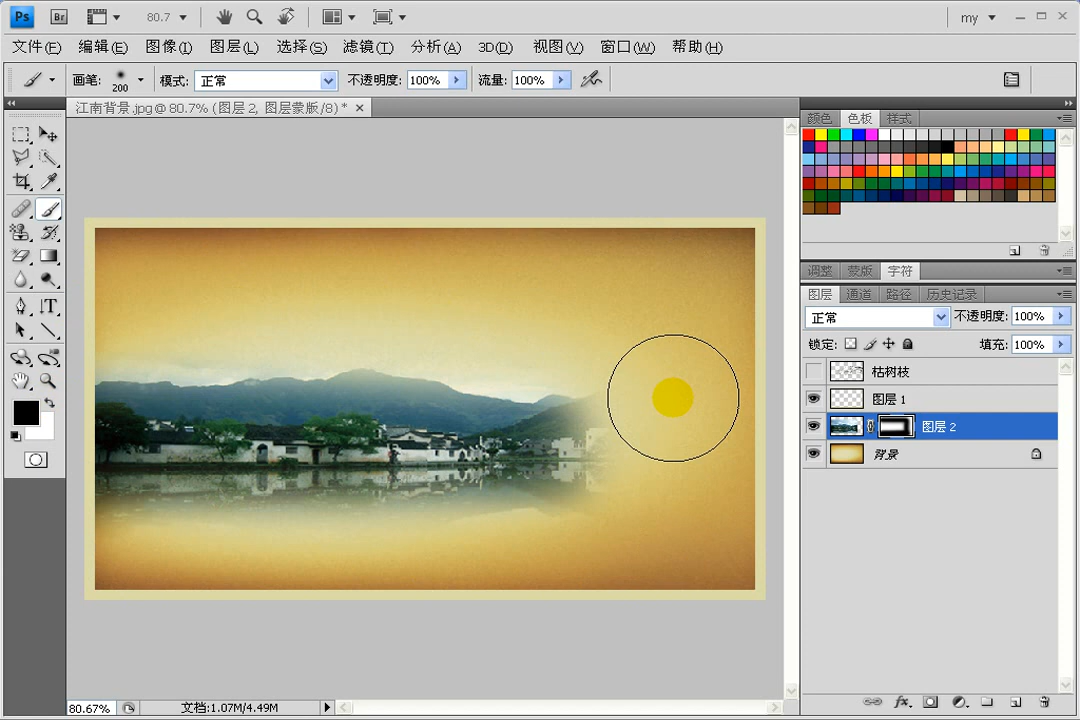 Ps Br 80.7 my
文件(F) 编辑(E) 图像(I) 图层(L) 选择(S) 滤镜(T) 分析(A) 3D(D) 视图(V) 窗口(W) 帮助(H)
画笔: 200 模式: 正常 不透明度: 100% 流量: 100%
江南背景.jpg @ 80.7% (图层 2, 图层蒙版/8) * ×
颜色 色板 样式
调整 蒙版 字符
图层 通道 路径 历史记录
正常 不透明度: 100%
锁定: 填充: 100%
枯树枝
图层 1
图层 2
背景
80.67% 文档:1.07M/4.49M